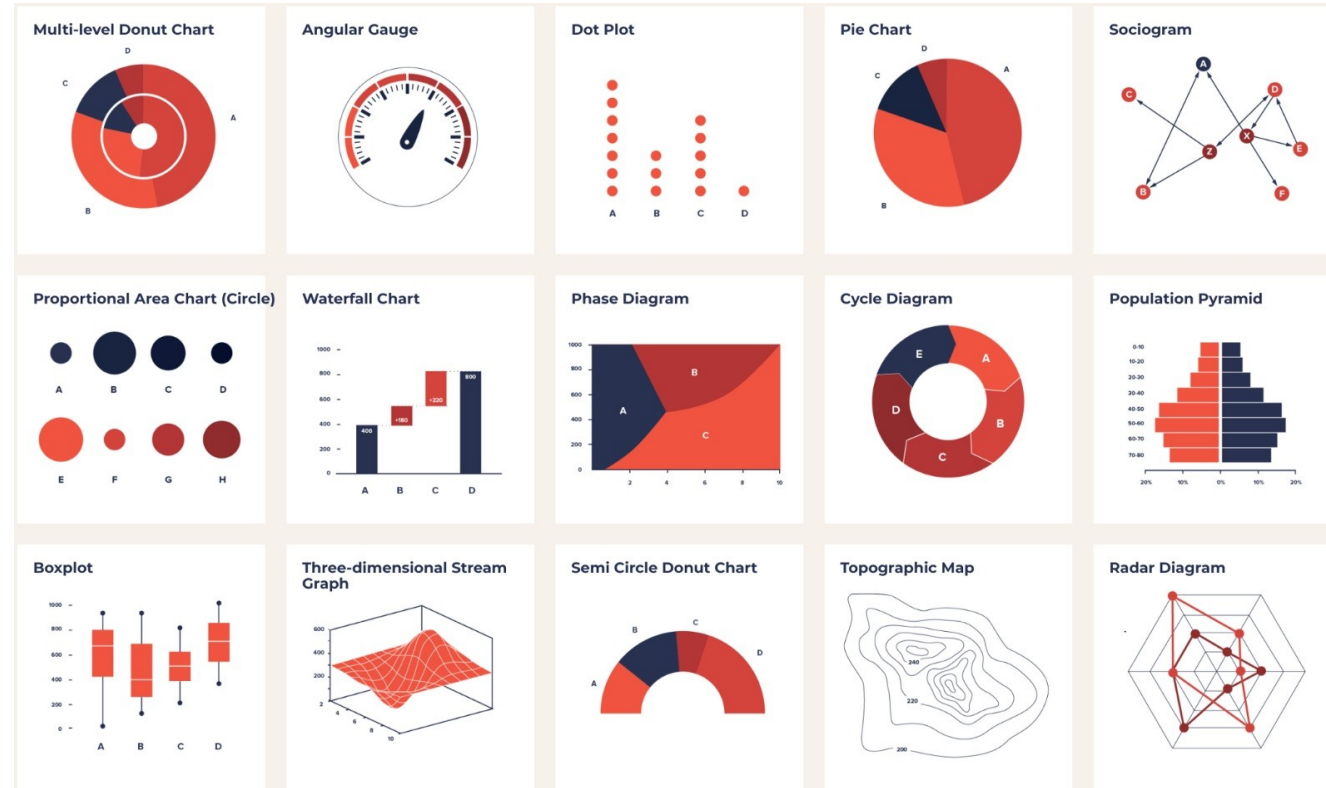 Multi-level Donut Chart
D
C
A
B
Angular Gauge
Dot Plot
A B C D
Pie Chart
D
C
A
B
Sociogram
A
C
D
X
Z
E
B
F
Proportional Area Chart (Circle)
A B C D
E F G H
Waterfall Chart
1000
800
600
400
200
0
400
+180
+220
800
A B C D
Phase Diagram
1000
800
600
400
200
0
A
B
C
2 4 6 8 10
Cycle Diagram
E
A
D
B
C
Population Pyramid
0-10
10-20
20-30
30-40
40-50
50-60
60-70
70-80
20% 10% 0% 10% 20%
Boxplot
1000
800
600
400
200
0
A B C D
Three-dimensional Stream
Graph
600
400
200
2
4
6
8
10
Semi Circle Donut Chart
B
C
A
D
Topographic Map
240
220
200
Radar Diagram